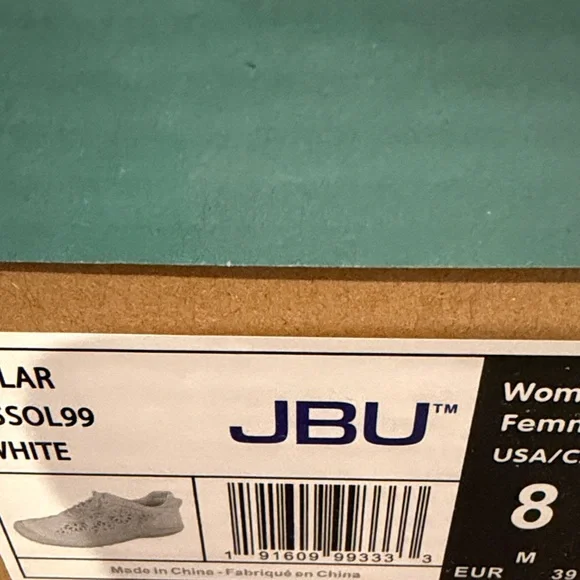 LAR
SSOL99
WHITE
JBU™
1 91609 99333 3
Made in China - Fabriqué en China
Wom
Femm
USA/C
8
M
EUR 39